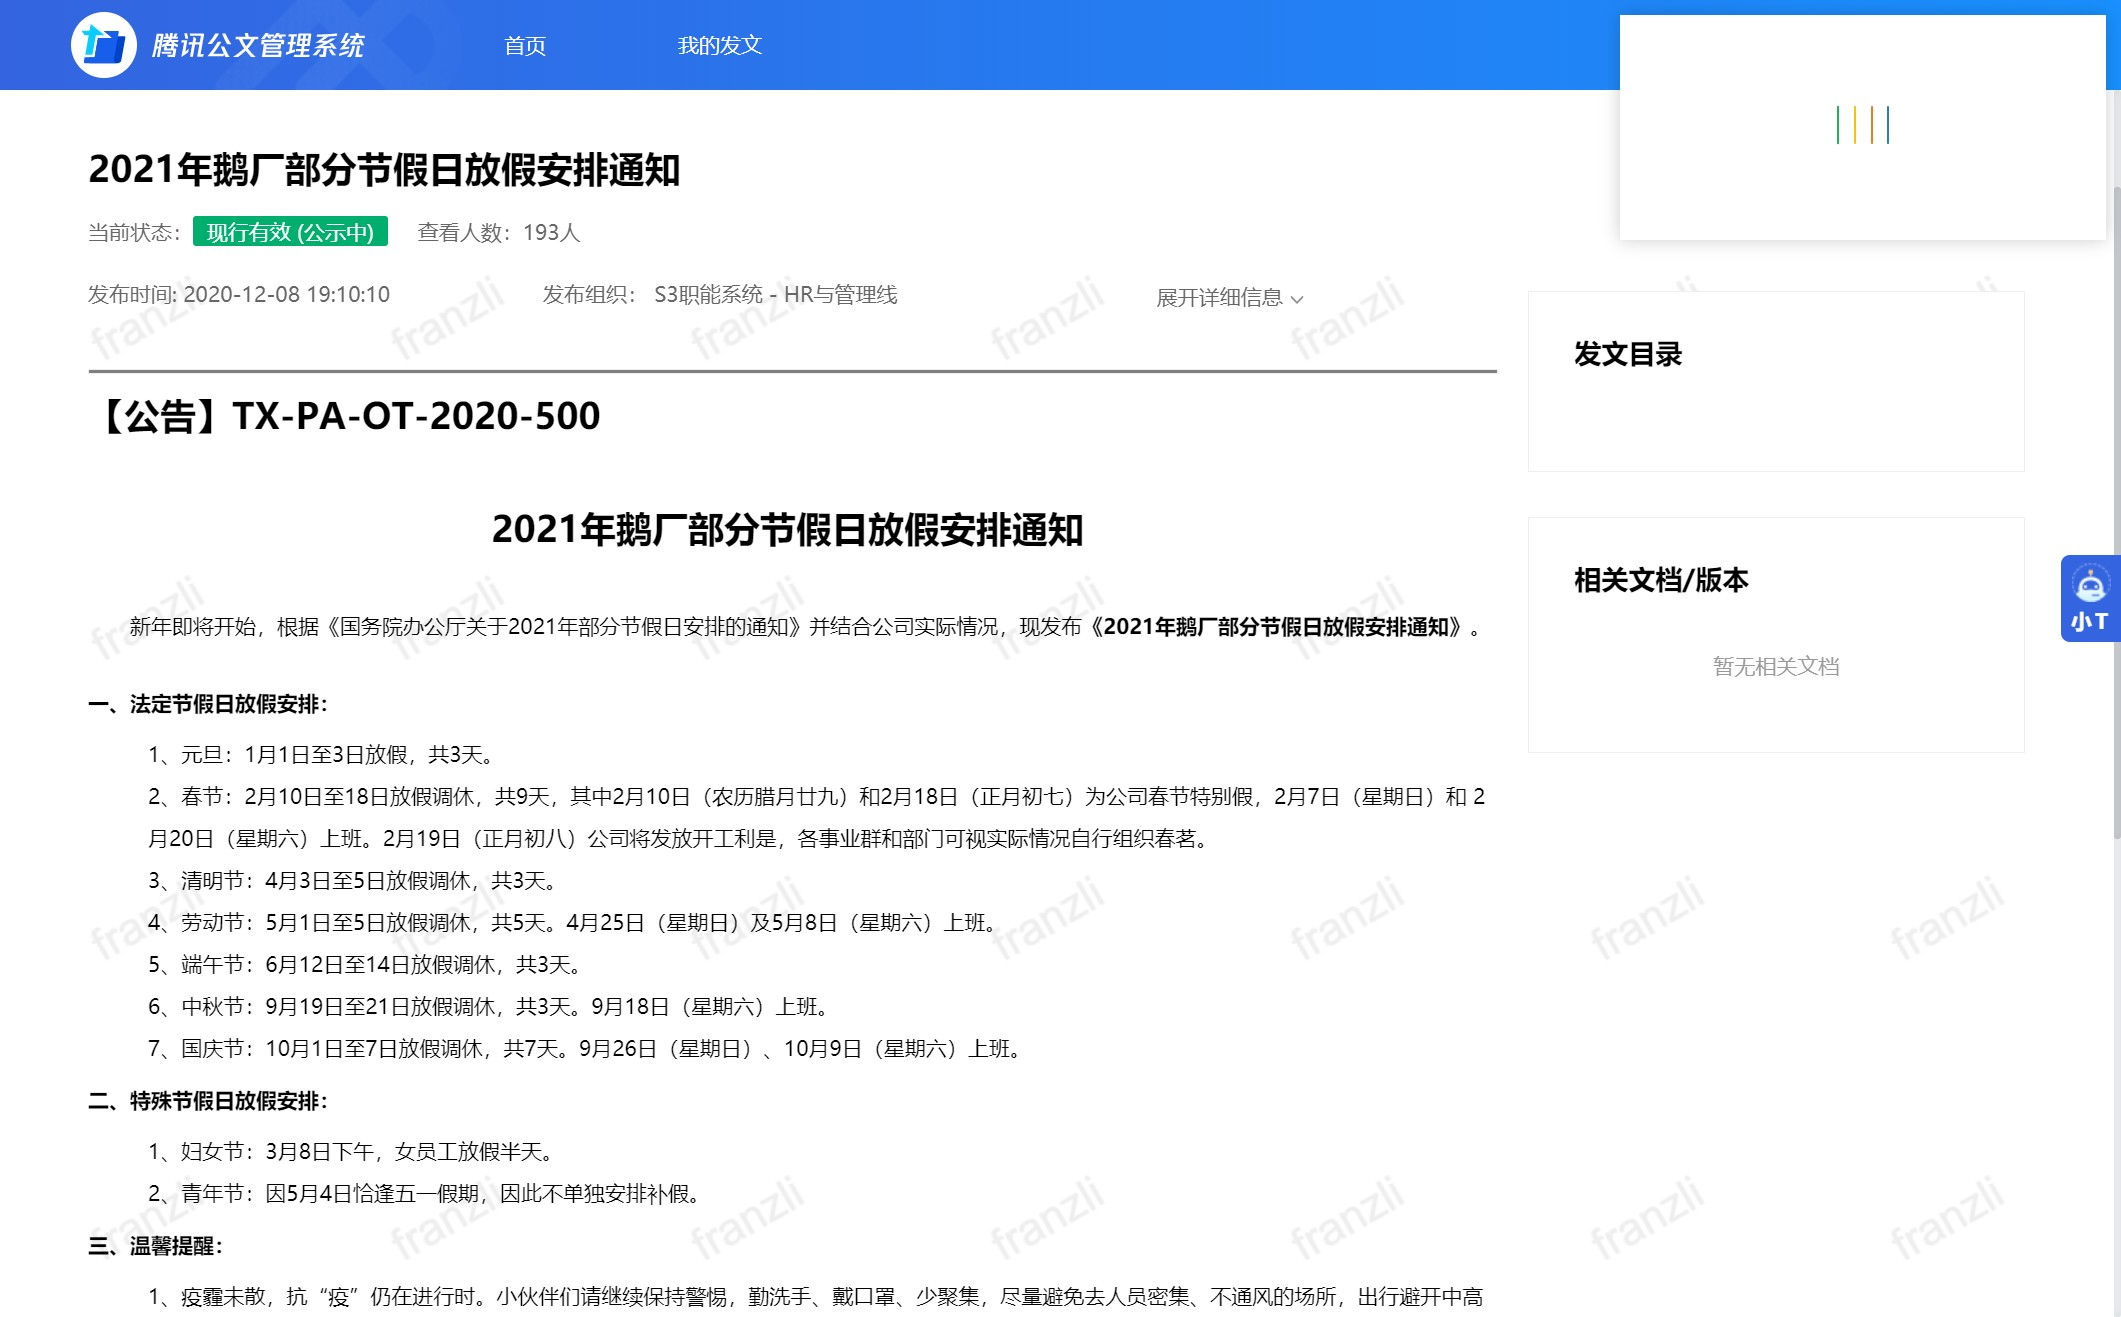 腾讯公文管理系统
首页
我的发文
2021年鹅厂部分节假日放假安排通知
当前状态： 现行有效 (公示中) 查看人数：193人
发布时间: 2020-12-08 19:10:10 发布组织： S3职能系统 - HR与管理线 展开详细信息
【公告】TX-PA-OT-2020-500
2021年鹅厂部分节假日放假安排通知
新年即将开始，根据《国务院办公厅关于2021年部分节假日安排的通知》并结合公司实际情况，现发布《2021年鹅厂部分节假日放假安排通知》。
一、法定节假日放假安排：
1、元旦：1月1日至3日放假，共3天。
2、春节：2月10日至18日放假调休，共9天，其中2月10日（农历腊月廿九）和2月18日（正月初七）为公司春节特别假，2月7日（星期日）和 2
月20日（星期六）上班。2月19日（正月初八）公司将发放开工利是，各事业群和部门可视实际情况自行组织春茗。
3、清明节：4月3日至5日放假调休，共3天。
4、劳动节：5月1日至5日放假调休，共5天。4月25日（星期日）及5月8日（星期六）上班。
5、端午节：6月12日至14日放假调休，共3天。
6、中秋节：9月19日至21日放假调休，共3天。9月18日（星期六）上班。
7、国庆节：10月1日至7日放假调休，共7天。9月26日（星期日）、10月9日（星期六）上班。
二、特殊节假日放假安排：
1、妇女节：3月8日下午，女员工放假半天。
2、青年节：因5月4日恰逢五一假期，因此不单独安排补假。
三、温馨提醒：
1、疫霾未散，抗“疫”仍在进行时。小伙伴们请继续保持警惕，勤洗手、戴口罩、少聚集，尽量避免去人员密集、不通风的场所，出行避开中高
发文目录
相关文档/版本
暂无相关文档
小T
franzli